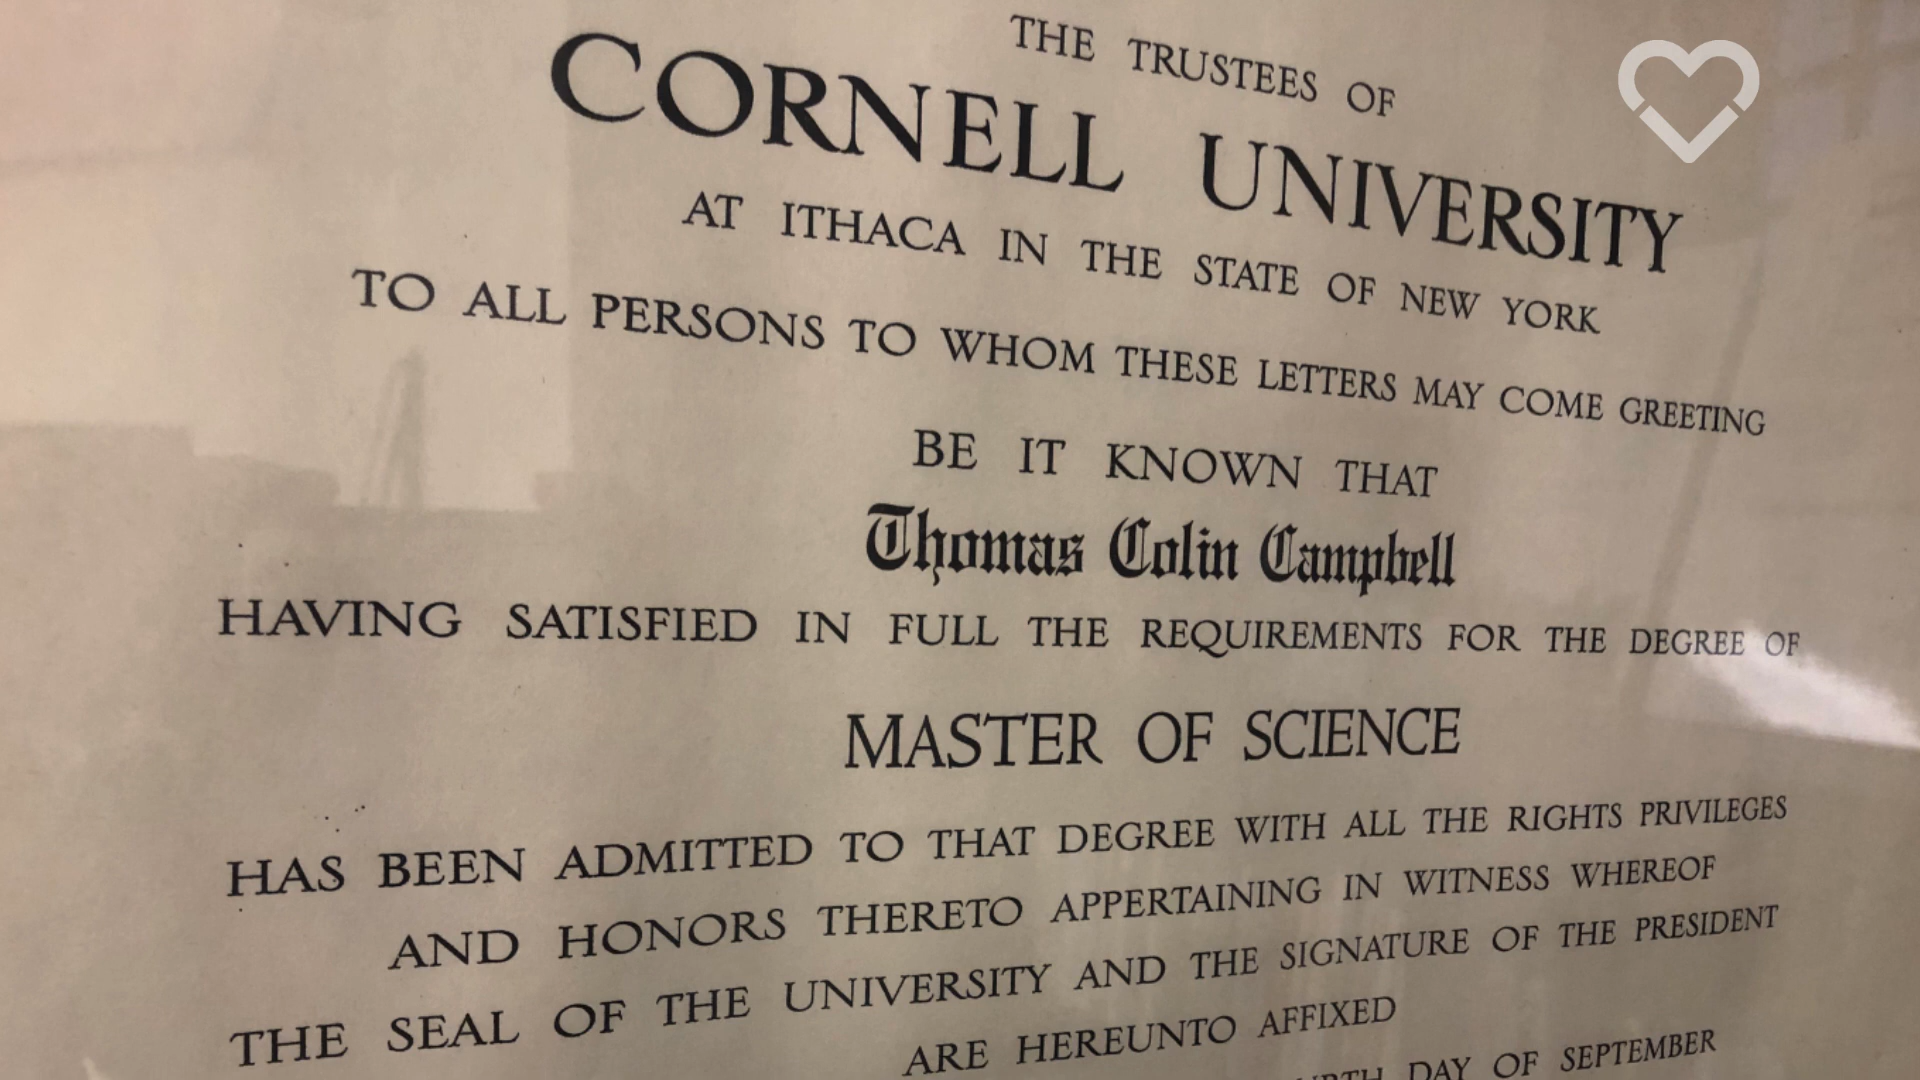 THE TRUSTEES OF
CORNELL UNIVERSITY
AT ITHACA IN THE STATE OF NEW YORK
TO ALL PERSONS TO WHOM THESE LETTERS MAY COME GREETING
BE IT KNOWN THAT
Thomas Colin Campbell
HAVING SATISFIED IN FULL THE REQUIREMENTS FOR THE DEGREE OF
MASTER OF SCIENCE
HAS BEEN ADMITTED TO THAT DEGREE WITH ALL THE RIGHTS PRIVILEGES
AND HONORS THERETO APPERTAINING IN WITNESS WHEREOF
THE SEAL OF THE UNIVERSITY AND THE SIGNATURE OF THE PRESIDENT
ARE HEREUNTO AFFIXED
DAY OF SEPTEMBER